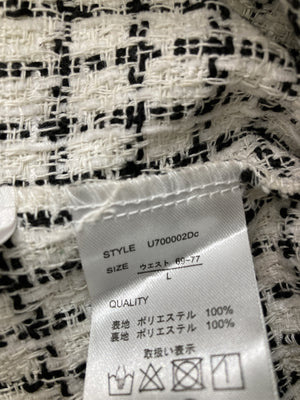 STYLE U700002Dc
SIZE ウエスト 69-77
L
QUALITY
表地 ポリエステル 100%
裏地 ポリエステル 100%
取扱い表示